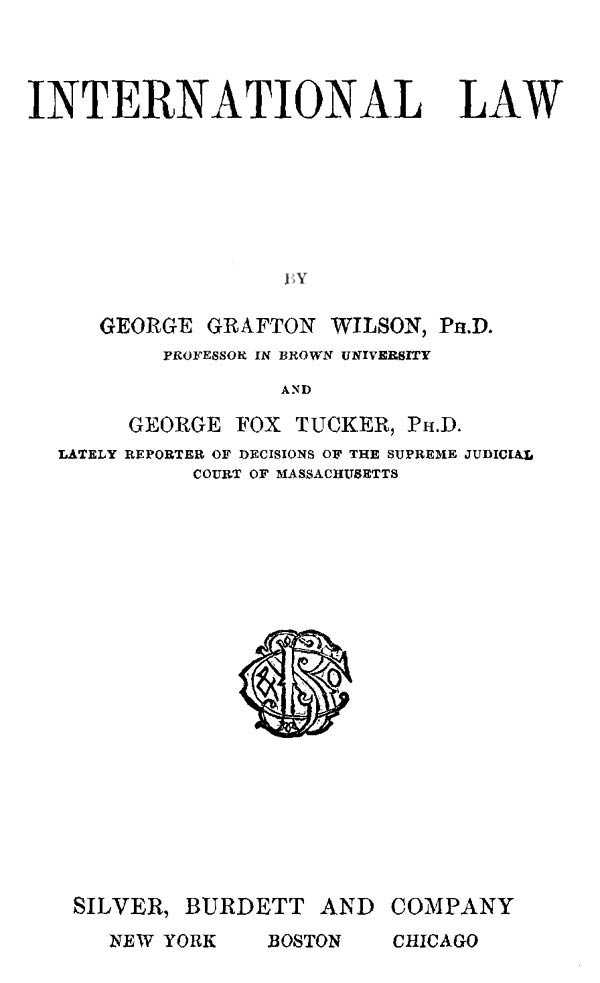 INTERNATIONAL LAW
BY
GEORGE GRAFTON WILSON, PH.D.
PROFESSOR IN BROWN UNIVERSITY
AND
GEORGE FOX TUCKER, PH.D.
LATELY REPORTER OF DECISIONS OF THE SUPREME JUDICIAL
COURT OF MASSACHUSETTS
SILVER, BURDETT AND COMPANY
NEW YORK BOSTON CHICAGO